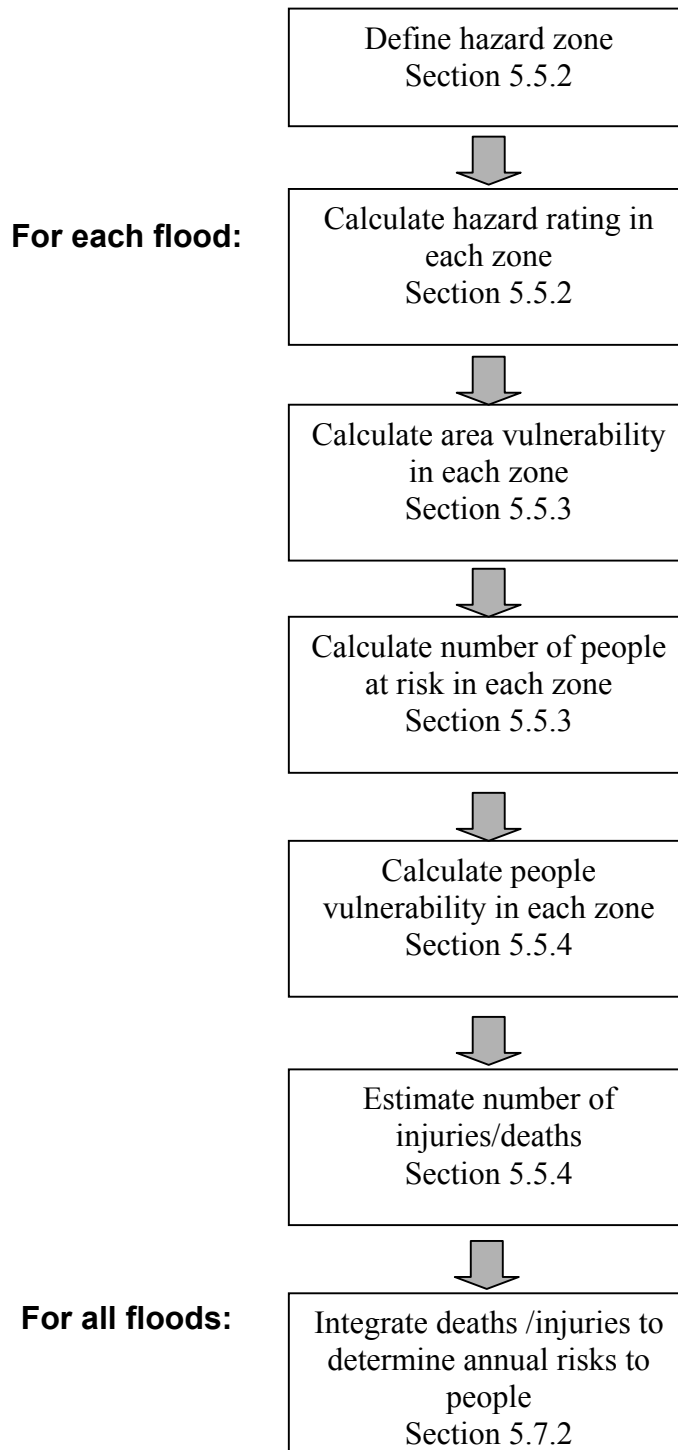 Define hazard zone
Section 5.5.2
For each flood:
Calculate hazard rating in
each zone
Section 5.5.2
Calculate area vulnerability
in each zone
Section 5.5.3
Calculate number of people
at risk in each zone
Section 5.5.3
Calculate people
vulnerability in each zone
Section 5.5.4
Estimate number of
injuries/deaths
Section 5.5.4
For all floods:
Integrate deaths /injuries to
determine annual risks to
people
Section 5.7.2